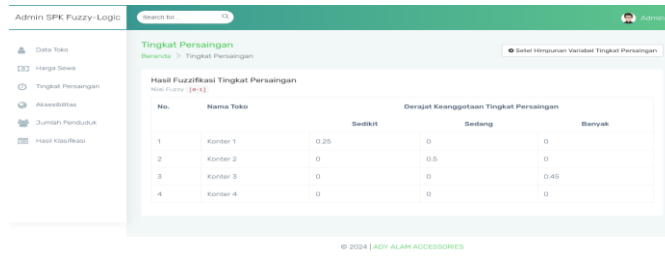 Admin SPK Fuzzy-Logic
Search for ...
Admin
Data Toko
Harga Sewa
Tingkat Persaingan
Aksesibilitas
Jumlah Penduduk
Hasil Klasifikasi
Tingkat Persaingan
Beranda > Tingkat Persaingan
Setel Himpunan Variabel Tingkat Persaingan
Hasil Fuzzifikasi Tingkat Persaingan
Nilai Fuzzy [0-1]
No. Nama Toko Derajat Keanggotaan Tingkat Persaingan
Sedikit Sedang Banyak
1 Konter 1 0.25 0 0
2 Konter 2 0 0.5 0
3 Konter 3 0 0 0.45
4 Konter 4 0 0 0
© 2024 | ADY ALAM ACCESSORIES